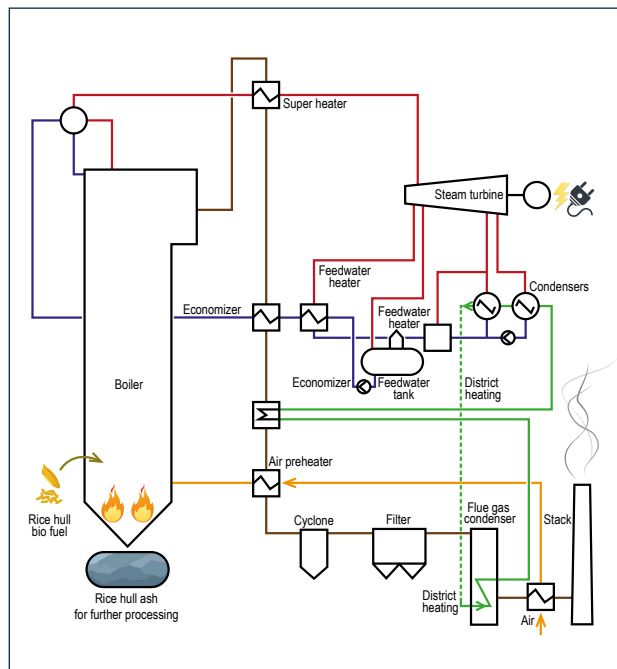 Super heater
Steam turbine
Feedwater
heater
Condensers
Economizer
Feedwater
heater
Economizer
Feedwater
tank
District
heating
Boiler
Air preheater
Rice hull
bio fuel
Cyclone
Filter
Flue gas
condenser
Stack
Rice hull ash
for further processing
District
heating
Air